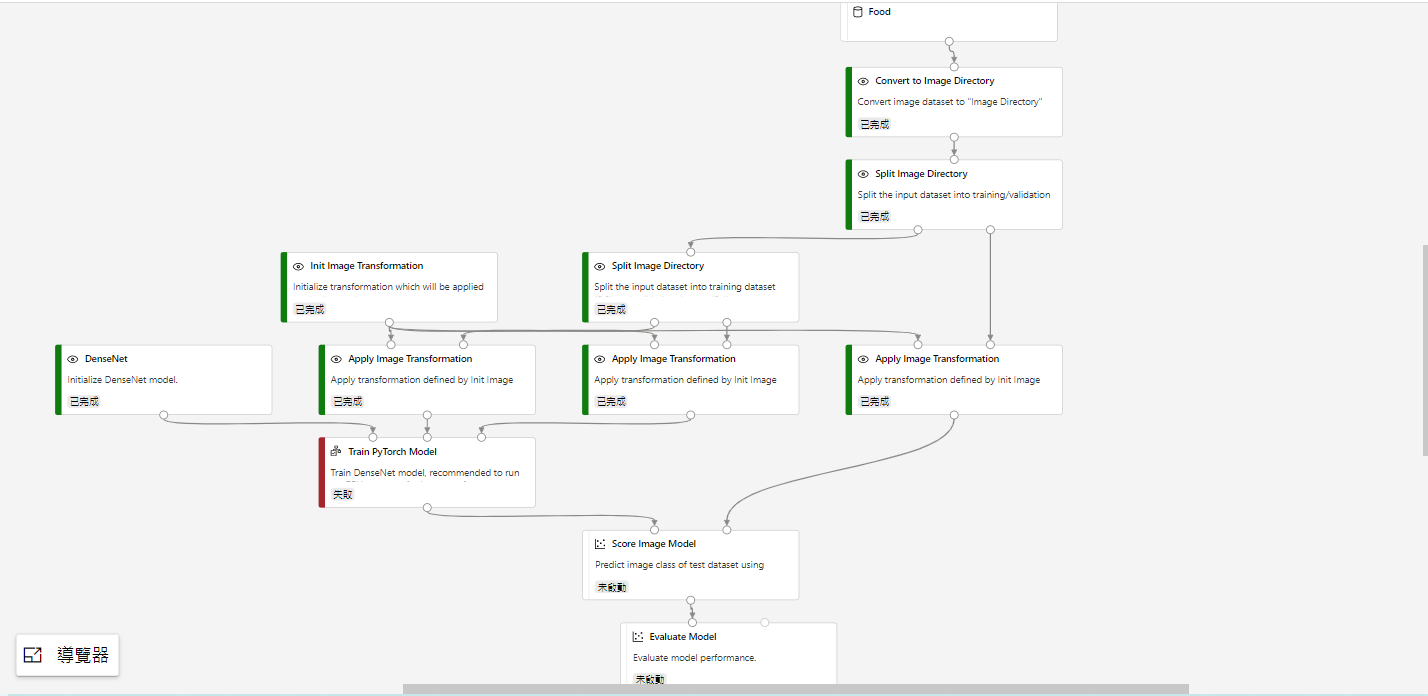 Food
Convert to Image Directory
Convert image dataset to "Image Directory"
已完成
Split Image Directory
Split the input dataset into training/validation
已完成
Init Image Transformation
Initialize transformation which will be applied
已完成
Split Image Directory
Split the input dataset into training dataset
已完成
DenseNet
Initialize DenseNet model.
已完成
Apply Image Transformation
Apply transformation defined by Init Image
已完成
Apply Image Transformation
Apply transformation defined by Init Image
已完成
Apply Image Transformation
Apply transformation defined by Init Image
已完成
Train PyTorch Model
Train DenseNet model, recommended to run
失敗
Score Image Model
Predict image class of test dataset using
未啟動
Evaluate Model
Evaluate model performance.
未啟動
導覽器